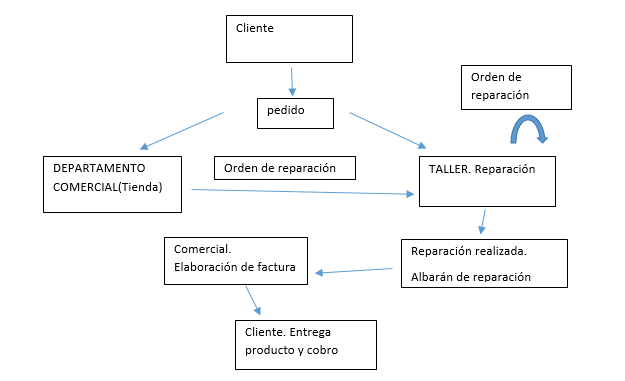 Cliente
Orden de
reparación
pedido
DEPARTAMENTO
COMERCIAL(Tienda)
Orden de reparación
TALLER. Reparación
Comercial.
Elaboración de factura
Reparación realizada.
Albarán de reparación
Cliente. Entrega
producto y cobro